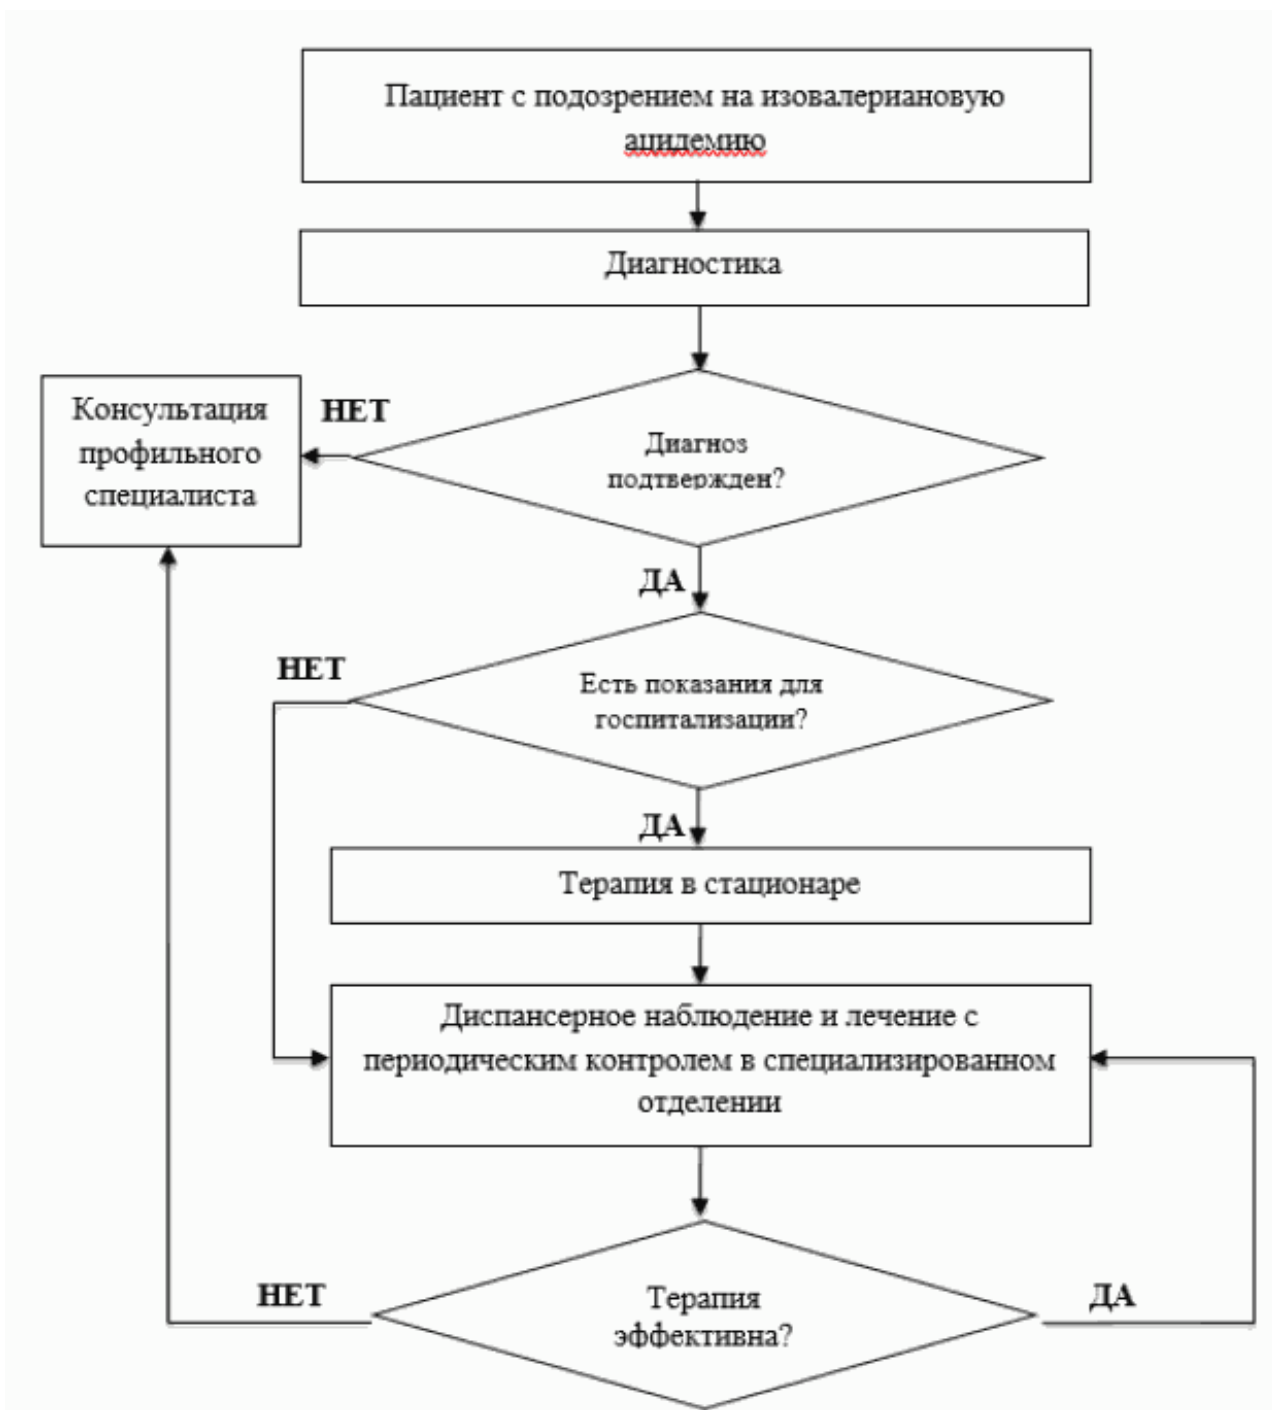 Пациент с подозрением на изовалериановую
ацидемию
Диагностика
Консультация
профильного
специалиста
НЕТ
Диагноз
подтвержден?
ДА
НЕТ
Есть показания для
госпитализации?
ДА
Терапия в стационаре
Диспансерное наблюдение и лечение с
периодическим контролем в специализированном
отделении
НЕТ
Терапия
эффективна?
ДА